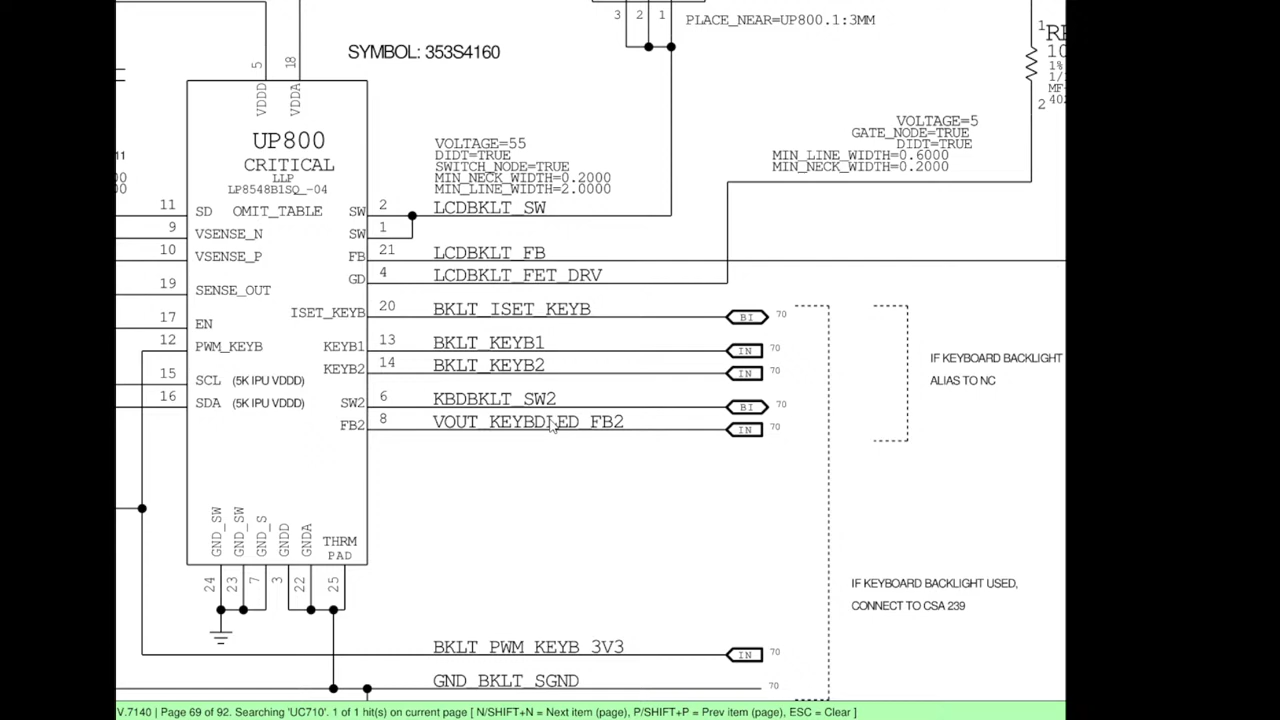 3 2 1
PLACE_NEAR=UP800.1:3MM
1
10
1%
1/
MF-
402
2
SYMBOL: 353S4160
5
18
VDDD
VDDA
UP800
CRITICAL
LLP
LP8548B1SQ_-04
OMIT_TABLE
VOLTAGE=55
DIDT=TRUE
SWITCH_NODE=TRUE
MIN_NECK_WIDTH=0.2000
MIN_LINE_WIDTH=2.0000
VOLTAGE=5
GATE_NODE=TRUE
DIDT=TRUE
MIN_LINE_WIDTH=0.6000
MIN_NECK_WIDTH=0.2000
11 SD SW 2 LCDBKLT_SW
9 VSENSE_N SW 1
10 VSENSE_P FB 21 LCDBKLT_FB
GD 4 LCDBKLT_FET_DRV
19 SENSE_OUT
ISET_KEYB 20 BKLT_ISET_KEYB BI 70
17 EN
12 PWM_KEYB KEYB1 13 BKLT_KEYB1 IN 70
KEYB2 14 BKLT_KEYB2 IN 70
15 SCL (5K IPU VDDD)
16 SDA (5K IPU VDDD) SW2 6 KBDBKLT_SW2 BI 70
FB2 8 VOUT_KEYBDLED_FB2 IN 70
IF KEYBOARD BACKLIGHT
ALIAS TO NC
GND_SW
GND_SW
GND_S
GNDD
GNDA
THRM
PAD
24
23
7
3
22
25
IF KEYBOARD BACKLIGHT USED,
CONNECT TO CSA 239
BKLT_PWM_KEYB_3V3 IN 70
GND_BKLT_SGND 70
V.7140 | Page 69 of 92. Searching 'UC710'. 1 of 1 hit(s) on current page [ N/SHIFT+N = Next item (page), P/SHIFT+P = Prev item (page), ESC = Clear ]